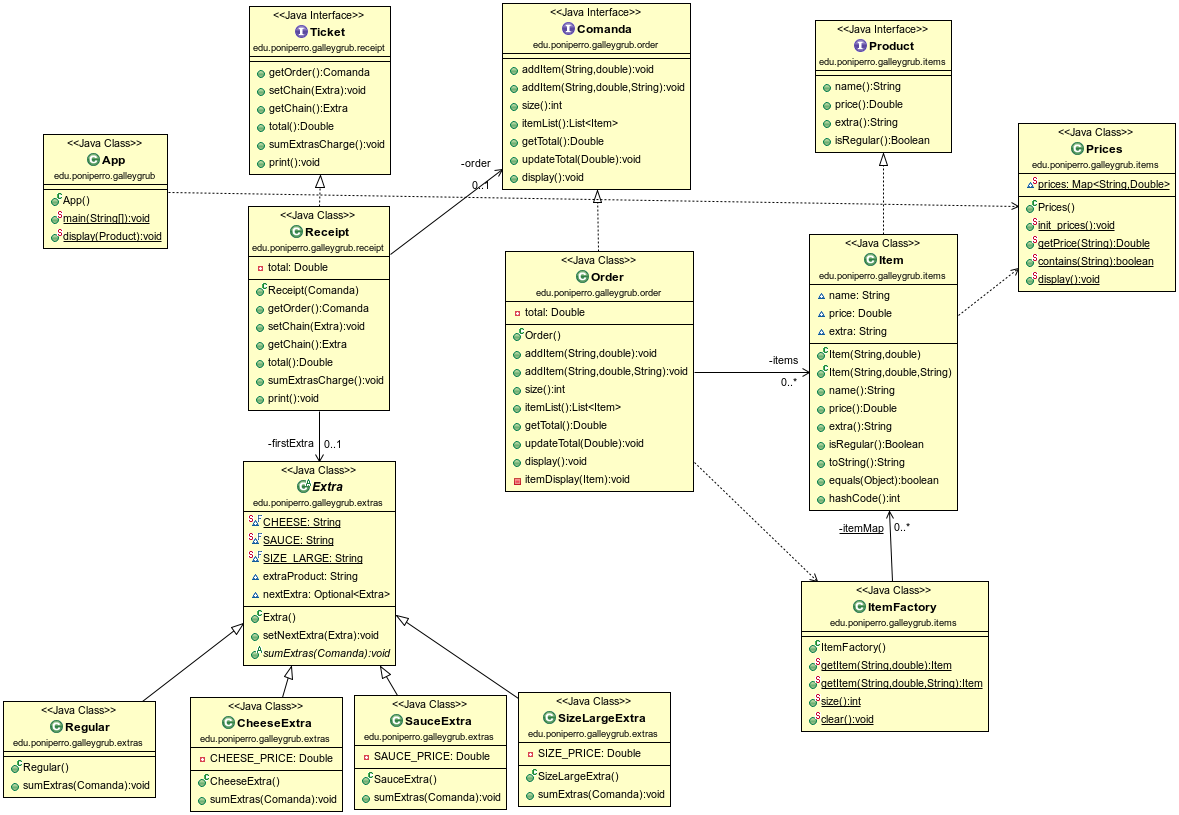 <<Java Interface>>
Ticket
edu.poniperro.galleygrub.receipt
getOrder():Comanda
setChain(Extra):void
getChain():Extra
total():Double
sumExtrasCharge():void
print():void
<<Java Interface>>
Comanda
edu.poniperro.galleygrub.order
addItem(String,double):void
addItem(String,double,String):void
size():int
itemList():List<Item>
getTotal():Double
updateTotal(Double):void
display():void
<<Java Interface>>
Product
edu.poniperro.galleygrub.items
name():String
price():Double
extra():String
isRegular():Boolean
<<Java Class>>
App
edu.poniperro.galleygrub
App()
main(String[]):void
display(Product):void
<<Java Class>>
Prices
edu.poniperro.galleygrub.items
prices: Map<String,Double>
Prices()
init_prices():void
getPrice(String):Double
contains(String):boolean
display():void
-order
0..1
<<Java Class>>
Receipt
edu.poniperro.galleygrub.receipt
total: Double
Receipt(Comanda)
getOrder():Comanda
setChain(Extra):void
getChain():Extra
total():Double
sumExtrasCharge():void
print():void
<<Java Class>>
Order
edu.poniperro.galleygrub.order
total: Double
Order()
addItem(String,double):void
addItem(String,double,String):void
size():int
itemList():List<Item>
getTotal():Double
updateTotal(Double):void
display():void
itemDisplay(Item):void
-items
0..*
<<Java Class>>
Item
edu.poniperro.galleygrub.items
name: String
price: Double
extra: String
Item(String,double)
Item(String,double,String)
name():String
price():Double
extra():String
isRegular():Boolean
toString():String
equals(Object):boolean
hashCode():int
-firstExtra
0..1
<<Java Class>>
Extra
edu.poniperro.galleygrub.extras
CHEESE: String
SAUCE: String
SIZE_LARGE: String
extraProduct: String
nextExtra: Optional<Extra>
Extra()
setNextExtra(Extra):void
sumExtras(Comanda):void
-itemMap
0..*
<<Java Class>>
ItemFactory
edu.poniperro.galleygrub.items
ItemFactory()
getItem(String,double):Item
getItem(String,double,String):Item
size():int
clear():void
<<Java Class>>
Regular
edu.poniperro.galleygrub.extras
Regular()
sumExtras(Comanda):void
<<Java Class>>
CheeseExtra
edu.poniperro.galleygrub.extras
CHEESE_PRICE: Double
CheeseExtra()
sumExtras(Comanda):void
<<Java Class>>
SauceExtra
edu.poniperro.galleygrub.extras
SAUCE_PRICE: Double
SauceExtra()
sumExtras(Comanda):void
<<Java Class>>
SizeLargeExtra
edu.poniperro.galleygrub.extras
SIZE_PRICE: Double
SizeLargeExtra()
sumExtras(Comanda):void